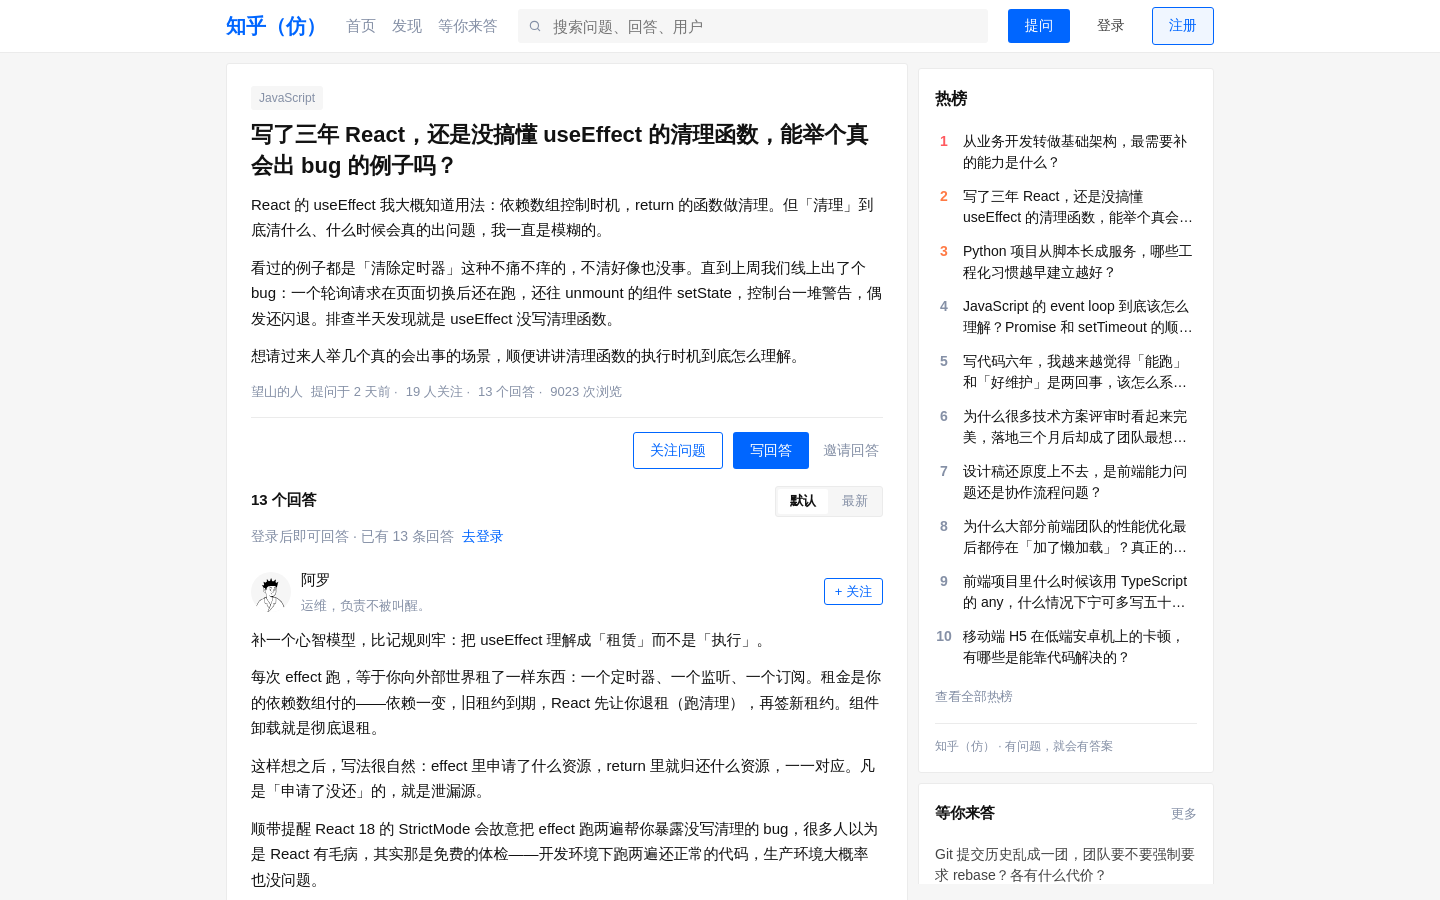 知乎（仿） 首页 发现 等你来答 搜索问题、回答、用户 提问 登录 注册
JavaScript
写了三年 React，还是没搞懂 useEffect 的清理函数，能举个真
会出 bug 的例子吗？
React 的 useEffect 我大概知道用法：依赖数组控制时机，return 的函数做清理。但「清理」到
底清什么、什么时候会真的出问题，我一直是模糊的。
看过的例子都是「清除定时器」这种不痛不痒的，不清好像也没事。直到上周我们线上出了个
bug：一个轮询请求在页面切换后还在跑，还往 unmount 的组件 setState，控制台一堆警告，偶
发还闪退。排查半天发现就是 useEffect 没写清理函数。
想请过来人举几个真的会出事的场景，顺便讲讲清理函数的执行时机到底怎么理解。
望山的人 提问于 2 天前 · 19 人关注 · 13 个回答 · 9023 次浏览
关注问题 写回答 邀请回答
13 个回答 默认 最新
登录后即可回答 · 已有 13 条回答 去登录
阿罗
运维，负责不被叫醒。
+ 关注
补一个心智模型，比记规则牢：把 useEffect 理解成「租赁」而不是「执行」。
每次 effect 跑，等于你向外部世界租了一样东西：一个定时器、一个监听、一个订阅。租金是你
的依赖数组付的——依赖一变，旧租约到期，React 先让你退租（跑清理），再签新租约。组件
卸载就是彻底退租。
这样想之后，写法很自然：effect 里申请了什么资源，return 里就归还什么资源，一一对应。凡
是「申请了没还」的，就是泄漏源。
顺带提醒 React 18 的 StrictMode 会故意把 effect 跑两遍帮你暴露没写清理的 bug，很多人以为
是 React 有毛病，其实那是免费的体检——开发环境下跑两遍还正常的代码，生产环境大概率
也没问题。
热榜
1 从业务开发转做基础架构，最需要补
的能力是什么？
2 写了三年 React，还是没搞懂
useEffect 的清理函数，能举个真会…
3 Python 项目从脚本长成服务，哪些工
程化习惯越早建立越好？
4 JavaScript 的 event loop 到底该怎么
理解？Promise 和 setTimeout 的顺…
5 写代码六年，我越来越觉得「能跑」
和「好维护」是两回事，该怎么系…
6 为什么很多技术方案评审时看起来完
美，落地三个月后却成了团队最想…
7 设计稿还原度上不去，是前端能力问
题还是协作流程问题？
8 为什么大部分前端团队的性能优化最
后都停在「加了懒加载」？真正的…
9 前端项目里什么时候该用 TypeScript
的 any，什么情况下宁可多写五十…
10 移动端 H5 在低端安卓机上的卡顿，
有哪些是能靠代码解决的？
查看全部热榜
知乎（仿） · 有问题，就会有答案
等你来答 更多
Git 提交历史乱成一团，团队要不要强制要
求 rebase？各有什么代价？